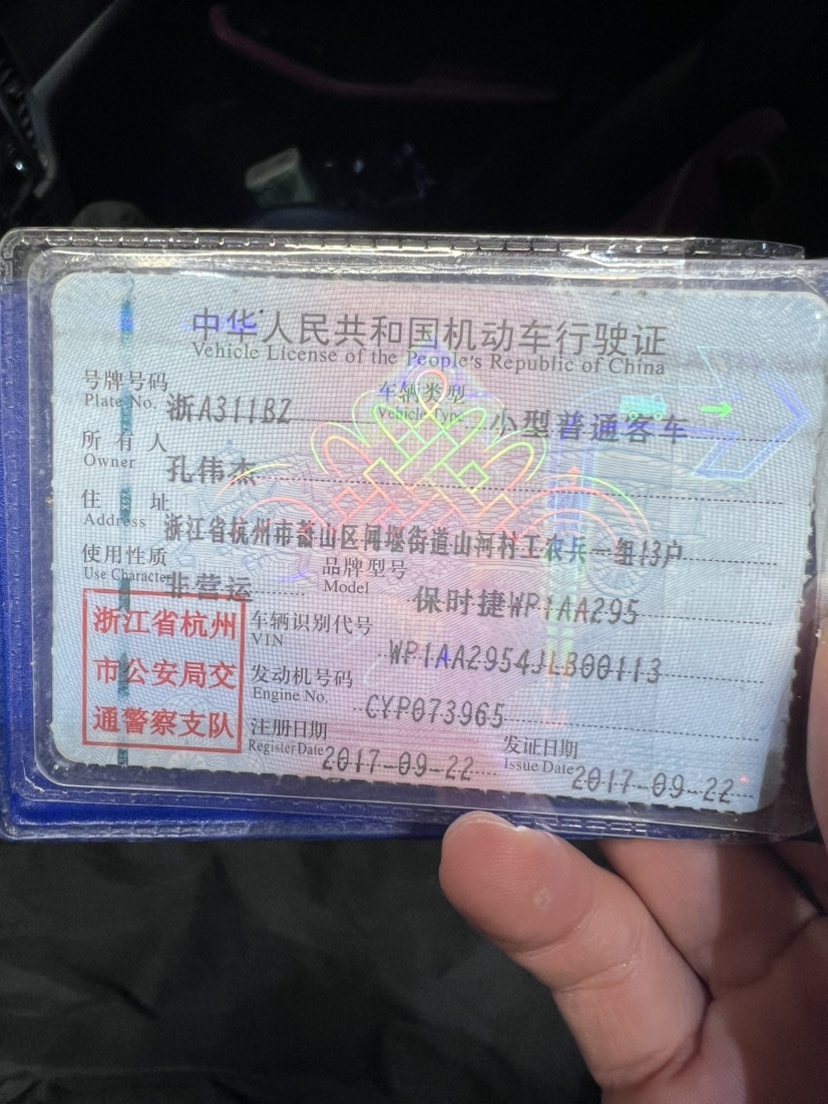 中华人民共和国机动车行驶证
Vehicle License of the People's Republic of China
号牌号码 浙A311BZ 车辆类型 小型普通客车
Plate No. Vehicle Type
所有人 孔伟杰
Owner
住址 浙江省杭州市萧山区闻堰街道山河村工农兵一组13户
Address
使用性质 非营运 品牌型号 保时捷WP1AA295
Use Character Model
浙江省杭州
市公安局交
通警察支队
车辆识别代号 WP1AA2954JLB00113
VIN
发动机号码 CYP073965
Engine No.
注册日期 2017-09-22 发证日期 2017-09-22
Register Date Issue Date